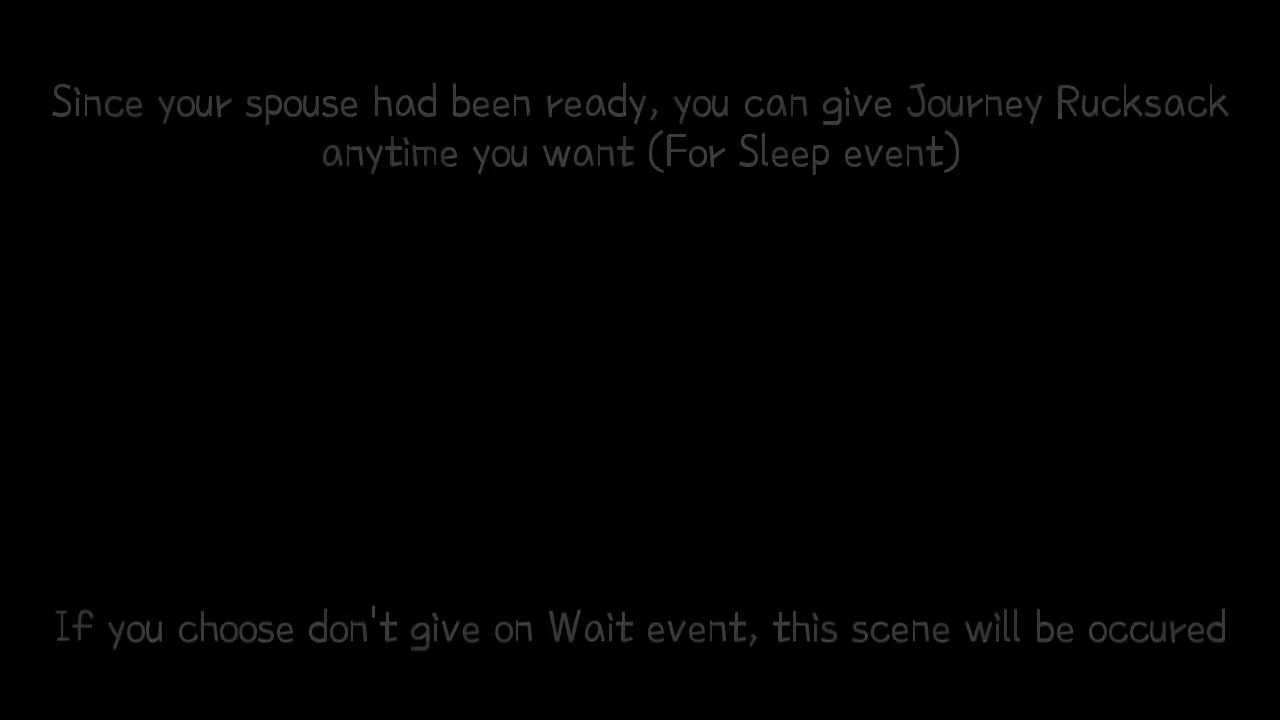 Since your spouse had been ready, you can give Journey Rucksack
anytime you want (For Sleep event)
If you choose don't give on Wait event, this scene will be occured